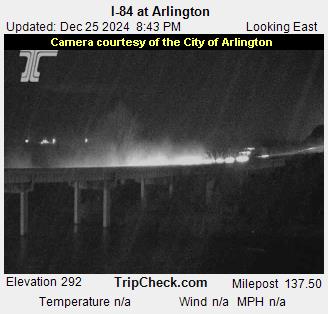 I-84 at Arlington
Updated: Dec 25 2024 8:43 PM Looking East
Camera courtesy of the City of Arlington
Elevation 292 TripCheck.com Milepost 137.50
Temperature n/a Wind n/a MPH n/a